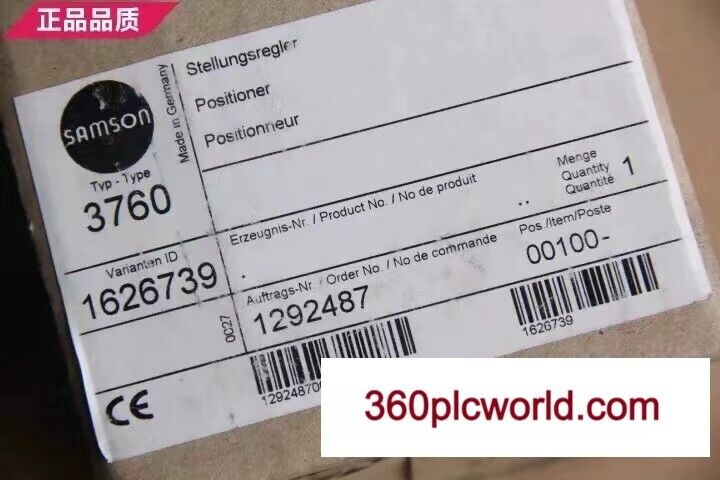 正品品质
SAMSON
Made in Germany
Stellungsregler
Positioner
Positionneur
Typ - Type
3760
Erzeugnis-Nr. / Product No. / No de produit
..
Menge
Quantity
Quantité
1
Varianten ID
1626739
Auftrags-Nr. / Order No. / No de commande
1292487
Pos./Item/Poste
00100-
0C27
1626739
CE
360plcworld.com